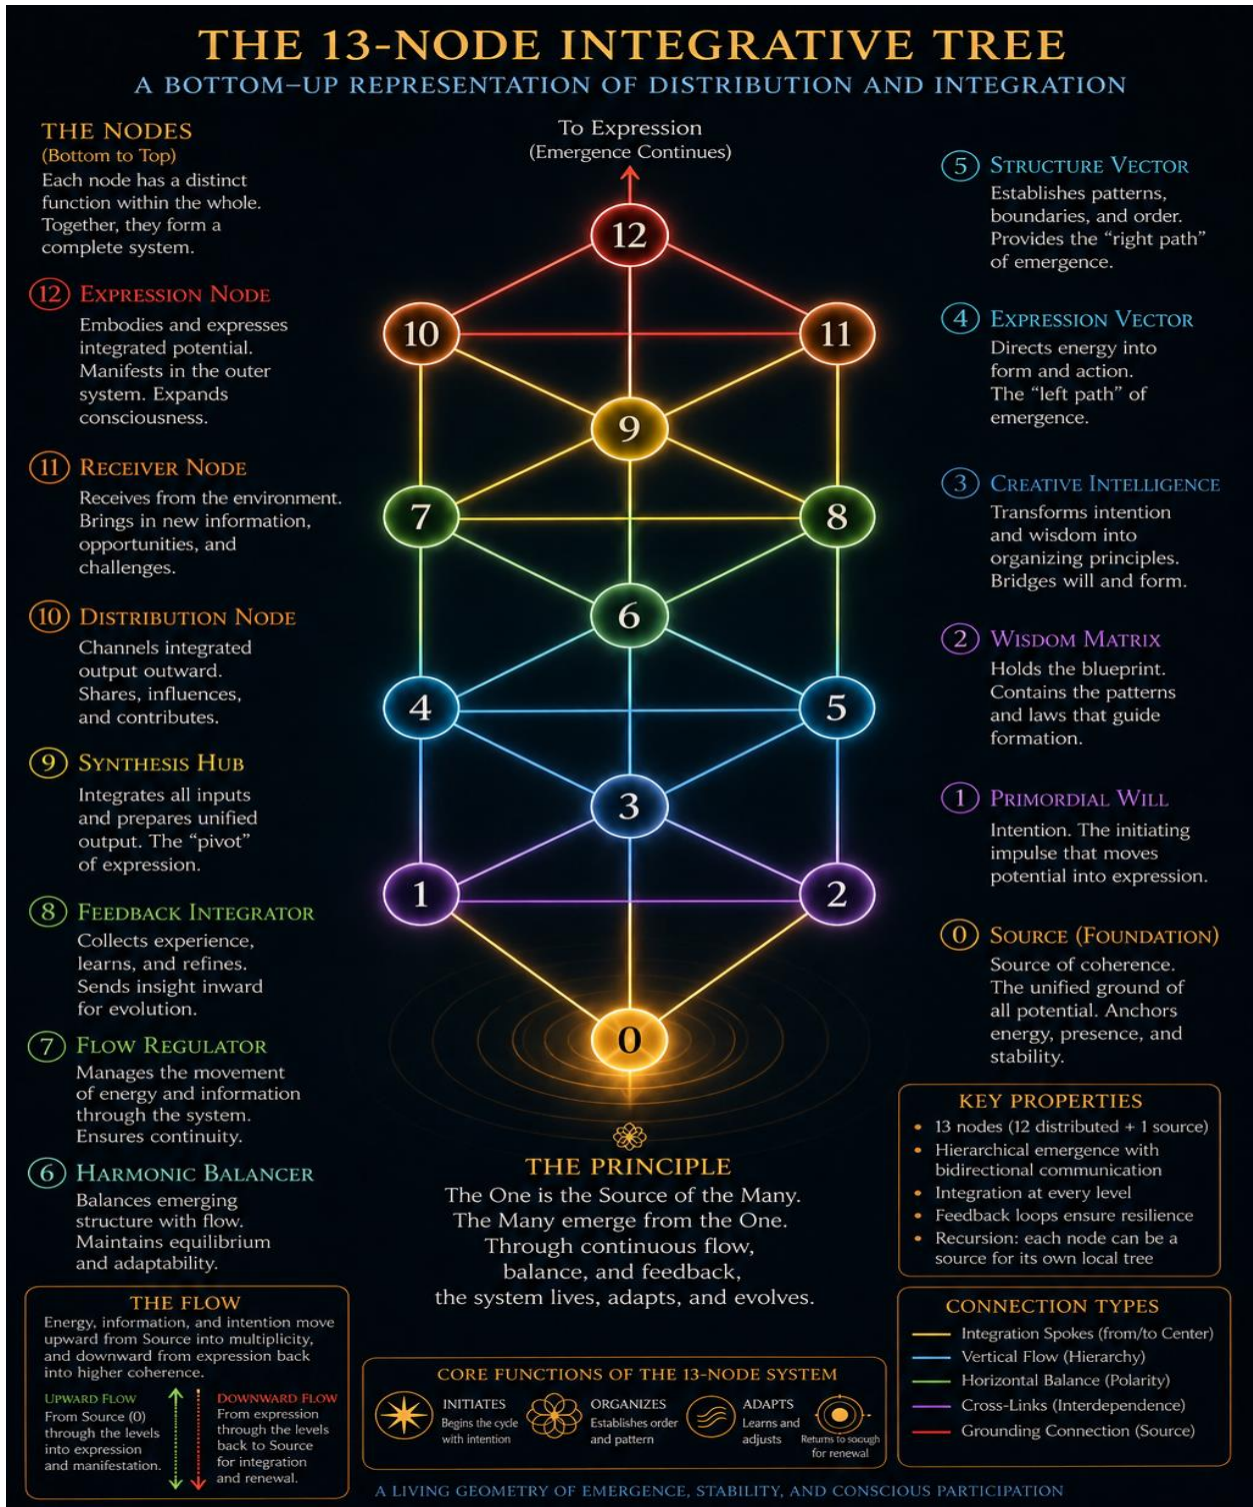 THE 13-NODE INTEGRATIVE TREE
A BOTTOM–UP REPRESENTATION OF DISTRIBUTION AND INTEGRATION
THE NODES
(Bottom to Top)
Each node has a distinct
function within the whole.
Together, they form a
complete system.
12 EXPRESSION NODE
Embodies and expresses
integrated potential.
Manifests in the outer
system. Expands
consciousness.
11 RECEIVER NODE
Receives from the environment.
Brings in new information,
opportunities, and
challenges.
10 DISTRIBUTION NODE
Channels integrated
output outward.
Shares, influences,
and contributes.
9 SYNTHESIS HUB
Integrates all inputs
and prepares unified
output. The “pivot”
of expression.
8 FEEDBACK INTEGRATOR
Collects experience,
learns, and refines.
Sends insight inward
for evolution.
7 FLOW REGULATOR
Manages the movement
of energy and information
through the system.
Ensures continuity.
6 HARMONIC BALANCER
Balances emerging
structure with flow.
Maintains equilibrium
and adaptability.
THE FLOW
Energy, information, and intention move
upward from Source into multiplicity,
and downward from expression back
into higher coherence.
UPWARD FLOW
From Source (0)
through the levels
into expression
and manifestation.
DOWNWARD FLOW
From expression
through the levels
back to Source
for integration
and renewal.
To Expression
(Emergence Continues)
12
10
11
9
7
8
6
4
5
3
1
2
0
THE PRINCIPLE
The One is the Source of the Many.
The Many emerge from the One.
Through continuous flow,
balance, and feedback,
the system lives, adapts, and evolves.
CORE FUNCTIONS OF THE 13-NODE SYSTEM
INITIATES
Begins the cycle
with intention
ORGANIZES
Establishes order
and pattern
ADAPTS
Learns and
adjusts
Returns to
for renewal
A LIVING GEOMETRY OF EMERGENCE, STABILITY, AND CONSCIOUS PARTICIPATION
5 STRUCTURE VECTOR
Establishes patterns,
boundaries, and order.
Provides the “right path”
of emergence.
4 EXPRESSION VECTOR
Directs energy into
form and action.
The “left path” of
emergence.
3 CREATIVE INTELLIGENCE
Transforms intention
and wisdom into
organizing principles.
Bridges will and form.
2 WISDOM MATRIX
Holds the blueprint.
Contains the patterns
and laws that guide
formation.
1 PRIMORDIAL WILL
Intention. The initiating
impulse that moves
potential into expression.
0 SOURCE (FOUNDATION)
Source of coherence.
The unified ground of
all potential. Anchors
energy, presence, and
stability.
KEY PROPERTIES
• 13 nodes (12 distributed + 1 source)
• Hierarchical emergence with
bidirectional communication
• Integration at every level
• Feedback loops ensure resilience
• Recursion: each node can be a
source for its own local tree
CONNECTION TYPES
Integration Spokes (from/to Center)
Vertical Flow (Hierarchy)
Horizontal Balance (Polarity)
Cross-Links (Interdependence)
Grounding Connection (Source)